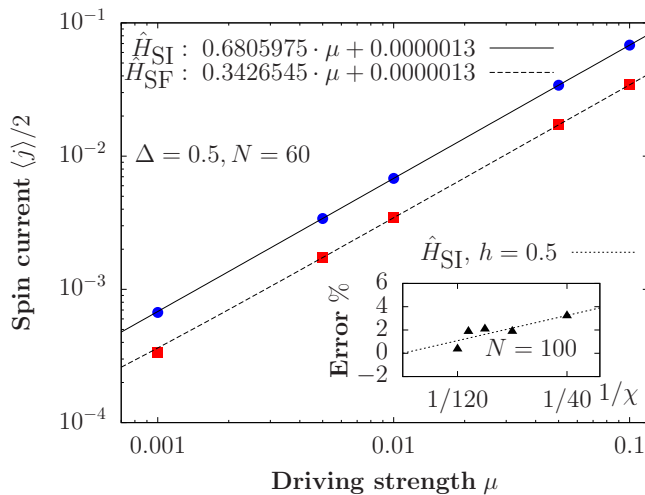 Ĥ_SI : 0.6805975 · μ + 0.0000013
Ĥ_SF : 0.3426545 · μ + 0.0000013
10⁻¹
10⁻²
10⁻³
10⁻⁴
Spin current ⟨j⟩/2
Δ = 0.5, N = 60
Ĥ_SI, h = 0.5
6
4
2
0
−2
Error %
N = 100
1/120
1/40
1/χ
0.001
0.01
0.1
Driving strength μ